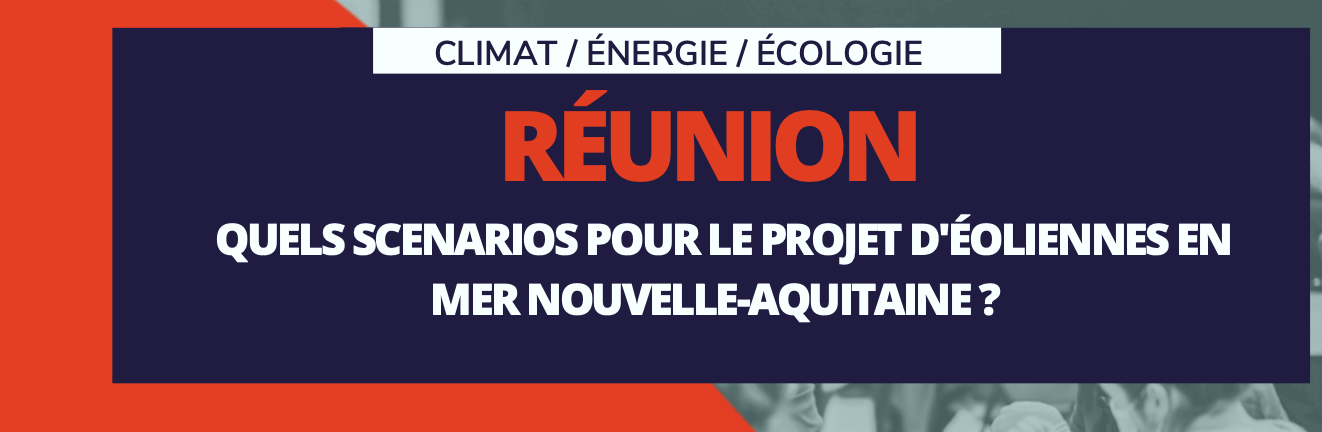 CLIMAT / ÉNERGIE / ÉCOLOGIE
RÉUNION
QUELS SCENARIOS POUR LE PROJET D'ÉOLIENNES EN
MER NOUVELLE-AQUITAINE ?